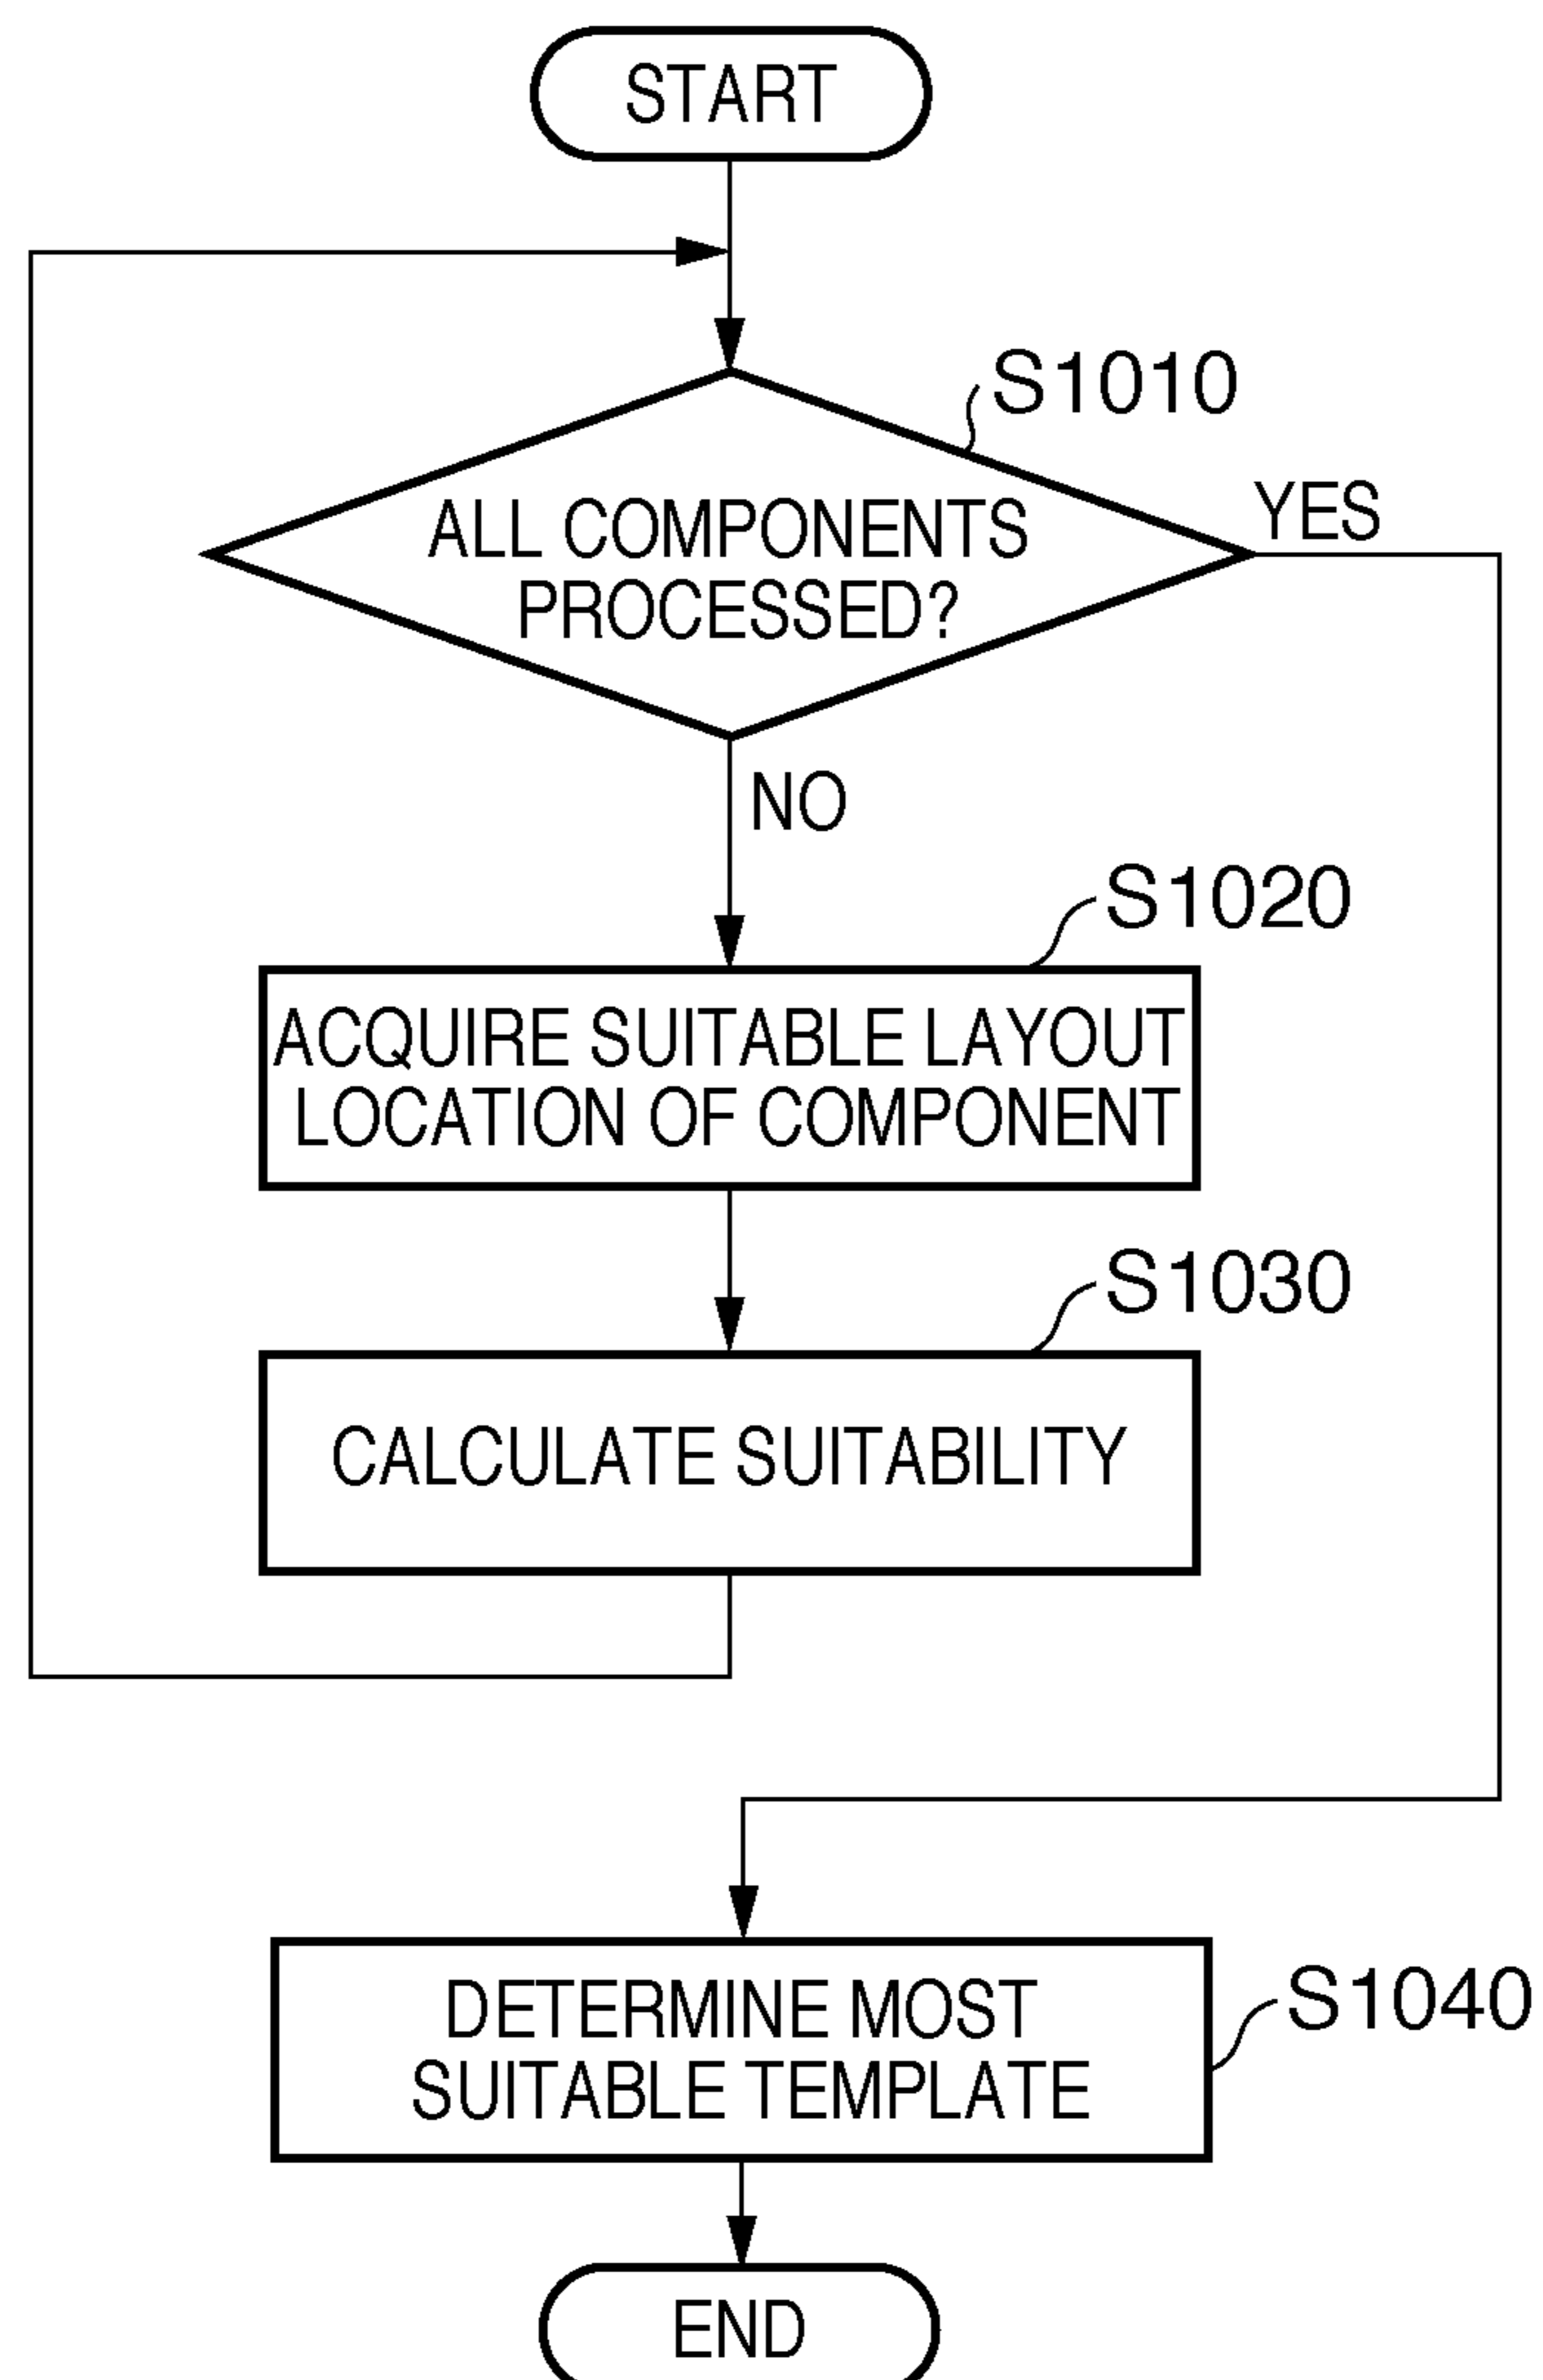 START
S1010
ALL COMPONENTS
PROCESSED?
YES
NO
S1020
ACQUIRE SUITABLE LAYOUT
LOCATION OF COMPONENT
S1030
CALCULATE SUITABILITY
DETERMINE MOST
SUITABLE TEMPLATE
S1040
END